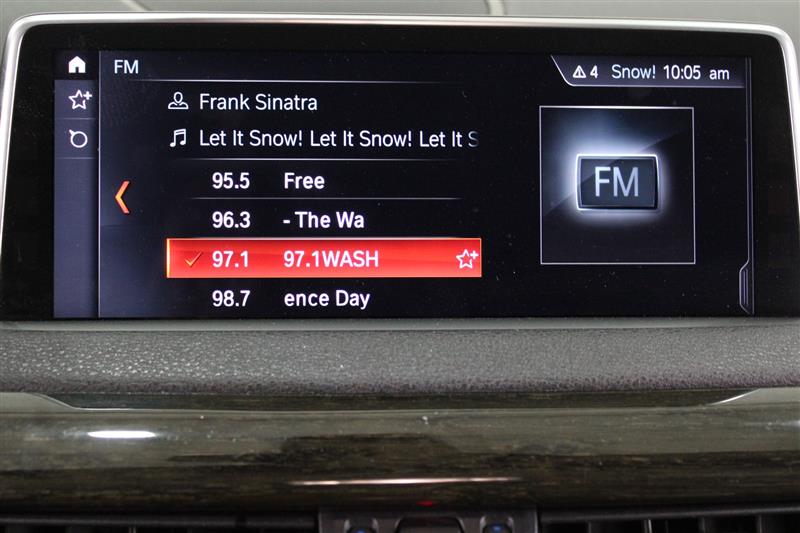 FM
4 Snow! 10:05 am
Frank Sinatra
Let It Snow! Let It Snow! Let It S
95.5 Free
96.3 - The Wa
97.1 97.1WASH
98.7 ence Day
FM